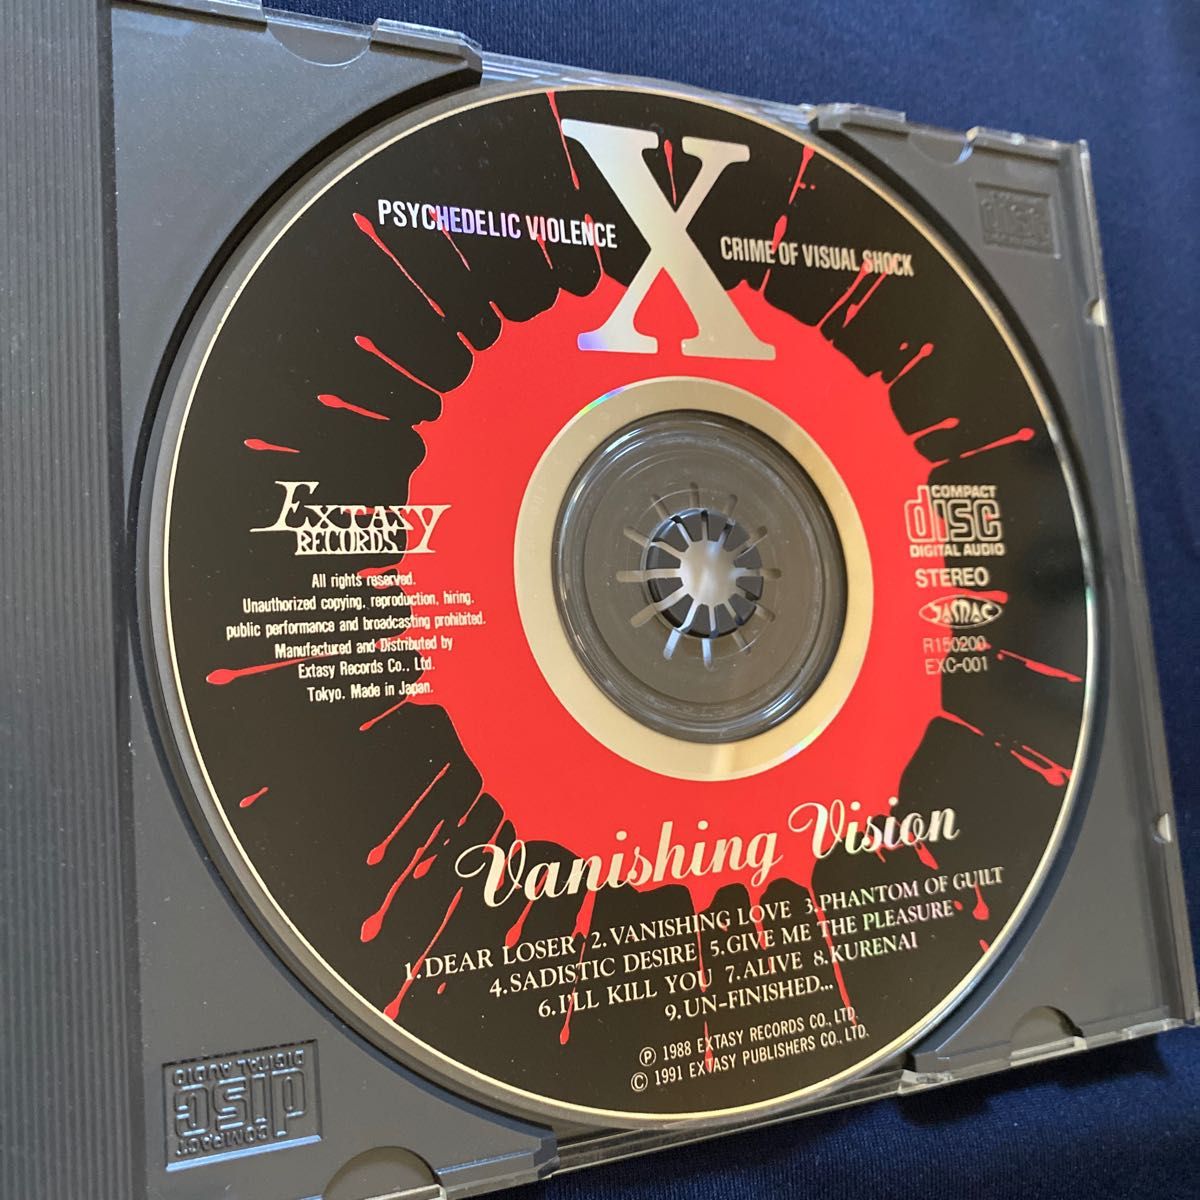 X
PSYCHEDELIC VIOLENCE
CRIME OF VISUAL SHOCK
EXTASY
RECORDS
All rights reserved.
Unauthorized copying, reproduction, hiring,
public performance and broadcasting prohibited.
Manufactured and Distributed by
Extasy Records Co., Ltd.
Tokyo. Made in Japan.
COMPACT
disc
DIGITAL AUDIO
STEREO
JASRAC
R150200
EXC-001
Vanishing Vision
1.DEAR LOSER 2.VANISHING LOVE 3.PHANTOM OF GUILT
4.SADISTIC DESIRE 5.GIVE ME THE PLEASURE
6.I'LL KILL YOU 7.ALIVE 8.KURENAI
9.UN-FINISHED...
Ⓟ 1988 EXTASY RECORDS CO., LTD.
© 1991 EXTASY PUBLISHERS CO., LTD.
COMPACT
disc
DIGITAL AUDIO